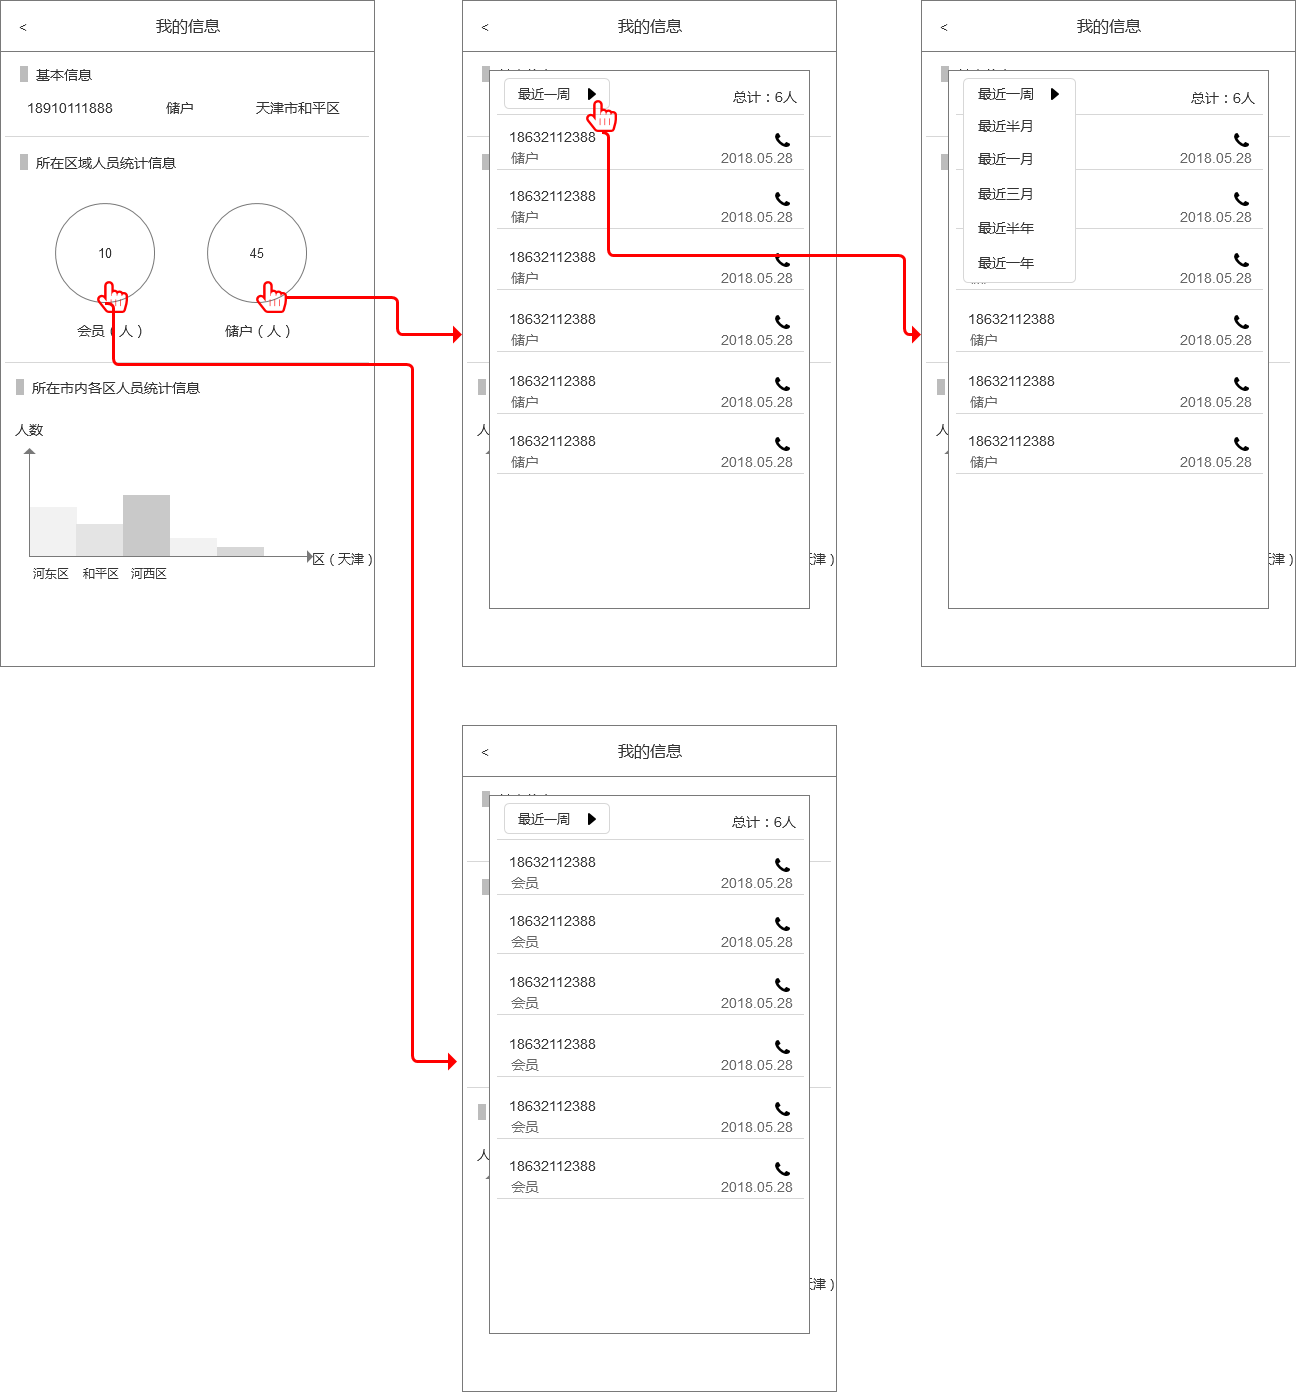 <
我的信息
基本信息
18910111888 储户 天津市和平区
所在区域人员统计信息
10 45
会员（人） 储户（人）
所在市内各区人员统计信息
人数
区（天津）
河东区 和平区 河西区
<
我的信息
最近一周 总计：6人
18632112388
储户 2018.05.28
18632112388
储户 2018.05.28
18632112388
储户 2018.05.28
18632112388
储户 2018.05.28
18632112388
储户 2018.05.28
18632112388
储户 2018.05.28
人
津）
<
我的信息
最近一周 总计：6人
最近半月
最近一月
最近三月
最近半年
最近一年
2018.05.28
2018.05.28
2018.05.28
18632112388
储户 2018.05.28
18632112388
储户 2018.05.28
18632112388
储户 2018.05.28
人
津）
<
我的信息
最近一周 总计：6人
18632112388
会员 2018.05.28
18632112388
会员 2018.05.28
18632112388
会员 2018.05.28
18632112388
会员 2018.05.28
18632112388
会员 2018.05.28
18632112388
会员 2018.05.28
人
津）